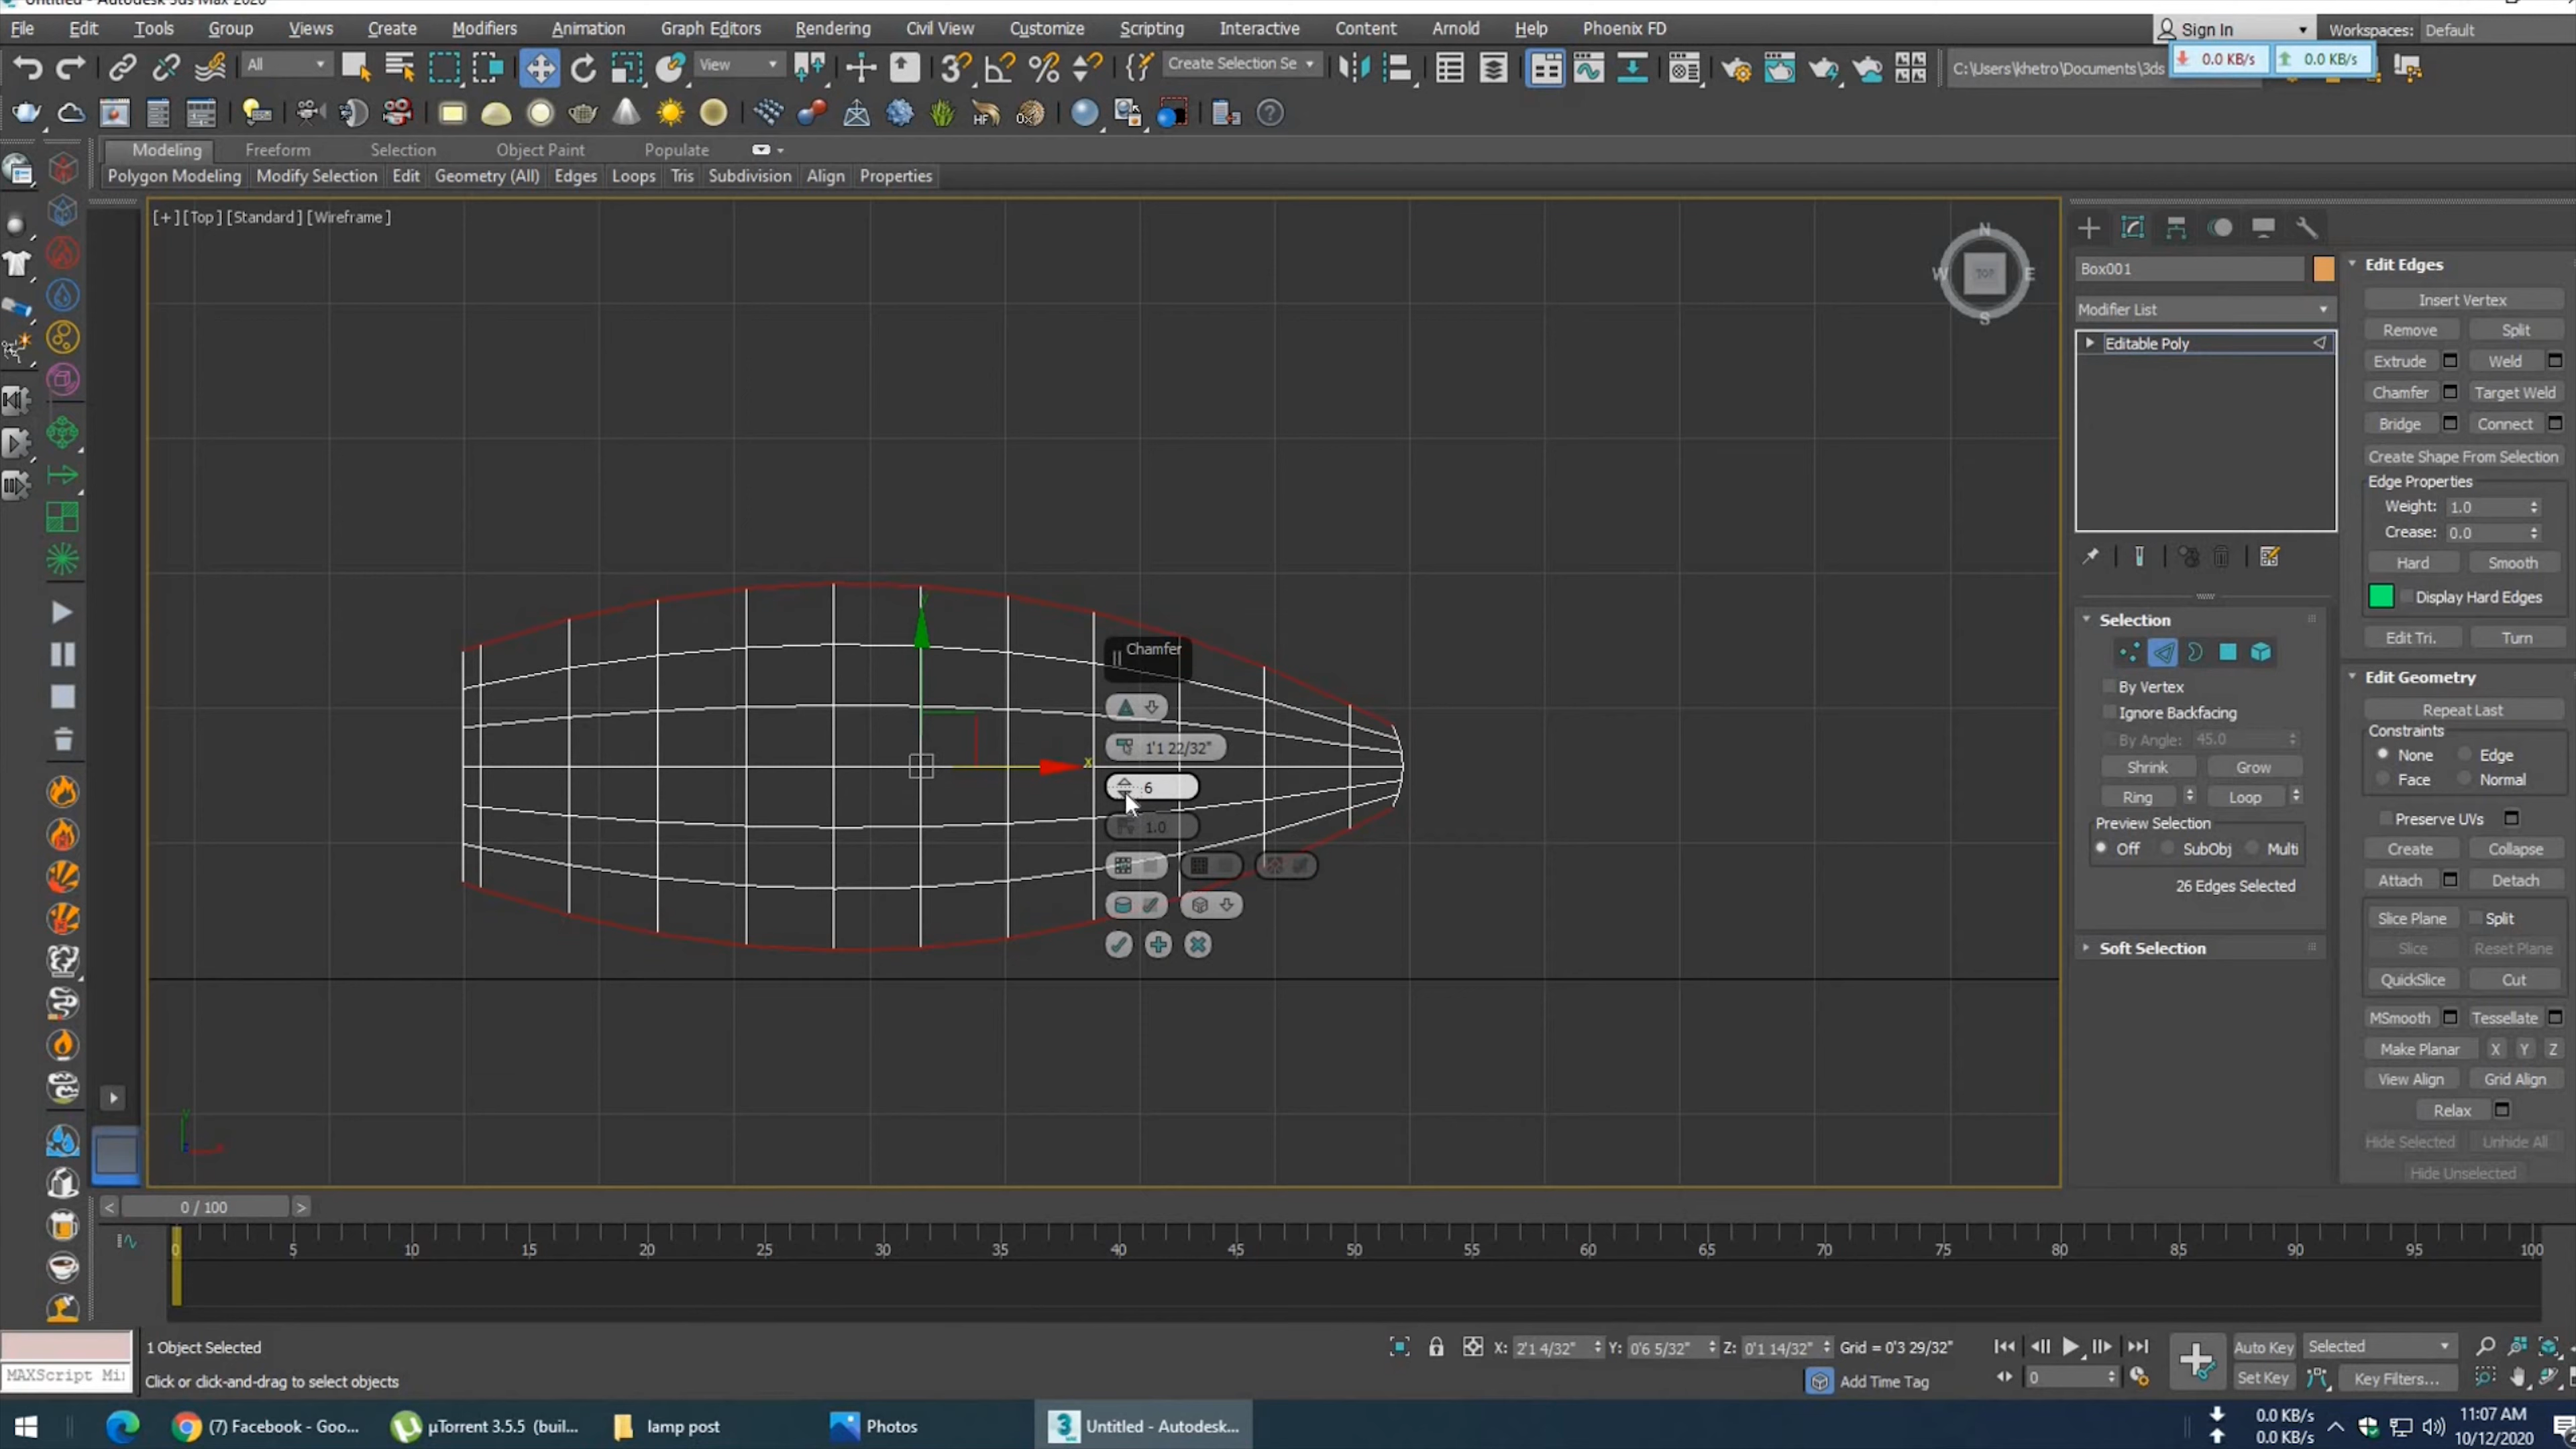 Untitled - Autodesk 3ds Max 2020
File Edit Tools Group Views Create Modifiers Animation Graph Editors Rendering Civil View Customize Scripting Interactive Content Arnold Help Phoenix FD Sign In Workspaces: Default
0.0 KB/s 0.0 KB/s
All View Create Selection Se C:\Users\khetro\Documents\3ds
Modeling Freeform Selection Object Paint Populate
Polygon Modeling Modify Selection Edit Geometry (All) Edges Loops Tris Subdivision Align Properties
[+] [Top] [Standard] [Wireframe]
N
W TOP E
S
Box001
Modifier List
Editable Poly
Selection
By Vertex
Ignore Backfacing
By Angle: 45.0
Shrink Grow
Ring Loop
Preview Selection
Off SubObj Multi
26 Edges Selected
Soft Selection
Edit Edges
Insert Vertex
Remove Split
Extrude Weld
Chamfer Target Weld
Bridge Connect
Create Shape From Selection
Edge Properties
Weight: 1.0
Crease: 0.0
Hard Smooth
Display Hard Edges
Edit Tri. Turn
Edit Geometry
Repeat Last
Constraints
None Edge
Face Normal
Preserve UVs
Create Collapse
Attach Detach
Slice Plane Split
Slice Reset Plane
QuickSlice Cut
MSmooth Tessellate
Make Planar X Y Z
View Align Grid Align
Relax
Hide Selected Unhide All
Hide Unselected
Chamfer
1'1 22/32"
6
1.0
y
x
0 / 100
0 5 10 15 20 25 30 35 40 45 50 55 60 65 70 75 80 85 90 95 100
1 Object Selected
X: 2'1 4/32" Y: 0'6 5/32" Z: 0'1 14/32" Grid = 0'3 29/32"
Auto Key Selected
MAXScript Mi
Click or click-and-drag to select objects
Add Time Tag
0
Set Key Key Filters...
(7) Facebook - Goo...
µTorrent 3.5.5 (buil...
lamp post
Photos
Untitled - Autodesk...
0.0 KB/s
0.0 KB/s
11:07 AM
10/12/2020